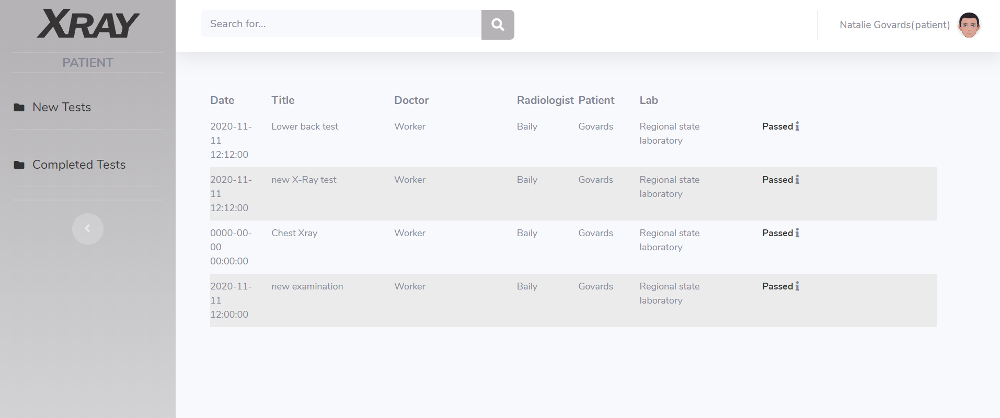 XRAY
PATIENT
New Tests
Completed Tests
Search for...
Natalie Govards(patient)
Date Title Doctor Radiologist Patient Lab
2020-11- Lower back test Worker Baily Govards Regional state Passed
11 laboratory
12:12:00
2020-11- new X-Ray test Worker Baily Govards Regional state Passed
11 laboratory
12:12:00
0000-00- Chest Xray Worker Baily Govards Regional state Passed
00 laboratory
00:00:00
2020-11- new examination Worker Baily Govards Regional state Passed
11 laboratory
12:00:00